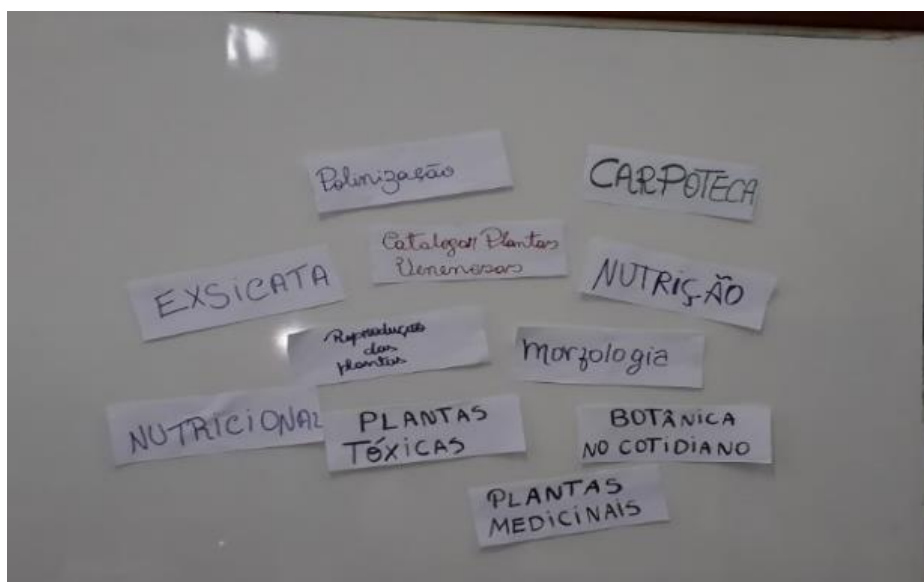 Polinização
CARPOTECA
Catalogar Plantas
Venenosas
EXSICATA
NUTRIÇÃO
Reprodução
das
plantas
Morfologia
NUTRICIONAL
PLANTAS
TÓXICAS
BOTÂNICA
NO COTIDIANO
PLANTAS
MEDICINAIS